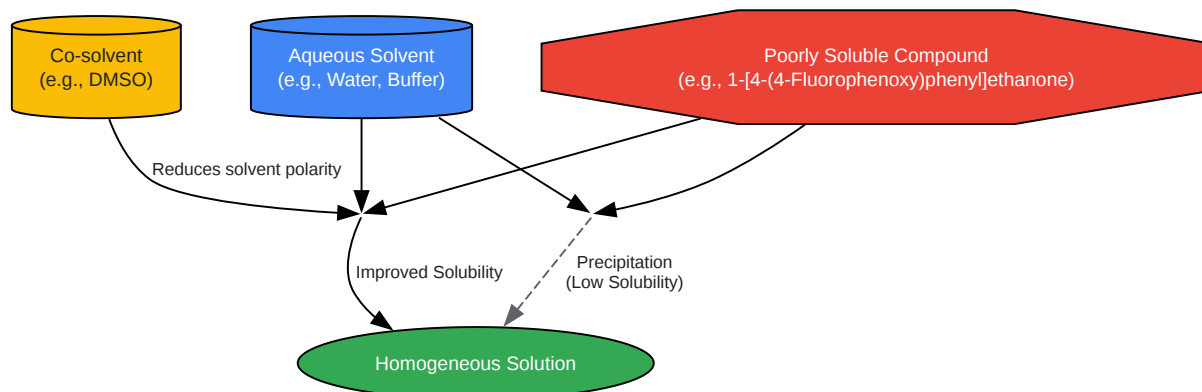 Co-solvent
(e.g., DMSO)
Aqueous Solvent
(e.g., Water, Buffer)
Poorly Soluble Compound
(e.g., 1-[4-(4-Fluorophenoxy)phenyl]ethanone)
Reduces solvent polarity
Improved Solubility
Precipitation
(Low Solubility)
Homogeneous Solution